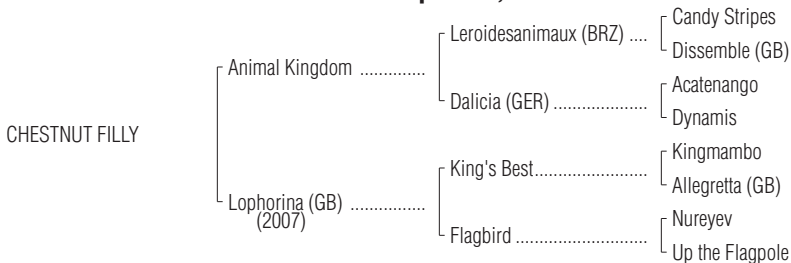 Candy Stripes
Leroidesanimaux (BRZ) ....
Dissemble (GB)
Animal Kingdom ..............
Acatenango
Dalicia (GER) ....................
Dynamis
CHESTNUT FILLY
Kingmambo
King's Best........................
Allegretta (GB)
Lophorina (GB) ................
(2007)
Nureyev
Flagbird ............................
Up the Flagpole